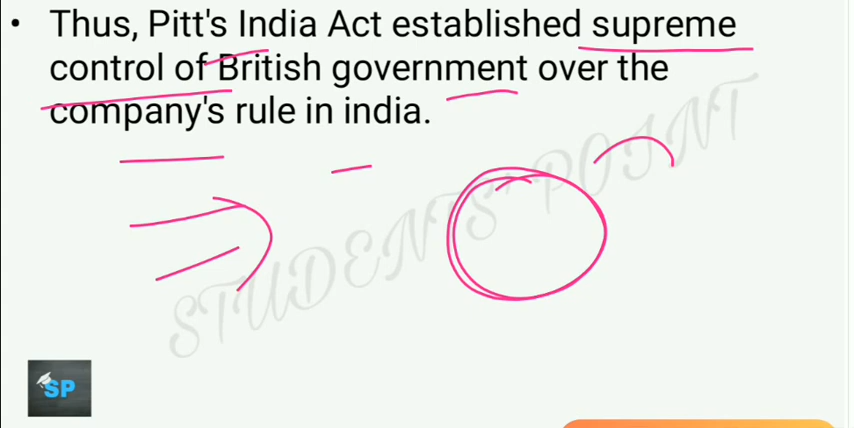 • Thus, Pitt's India Act established supreme
control of British government over the
company's rule in india.
STUDENTS' POINT
SP